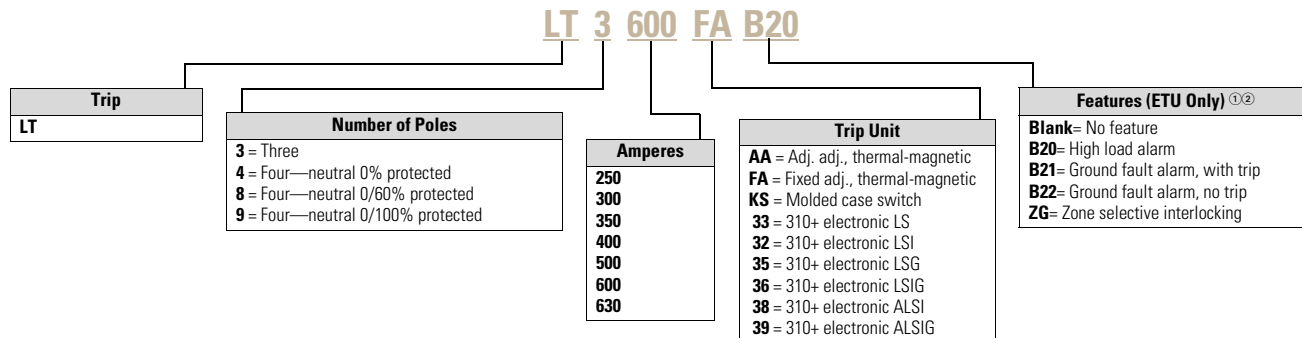 LT 3 600 FA B20
Trip
LT
Number of Poles
3 = Three
4 = Four—neutral 0% protected
8 = Four—neutral 0/60% protected
9 = Four—neutral 0/100% protected
Amperes
250
300
350
400
500
600
630
Trip Unit
AA = Adj. adj., thermal-magnetic
FA = Fixed adj., thermal-magnetic
KS = Molded case switch
33 = 310+ electronic LS
32 = 310+ electronic LSI
35 = 310+ electronic LSG
36 = 310+ electronic LSIG
38 = 310+ electronic ALSI
39 = 310+ electronic ALSIG
Features (ETU Only) ①②
Blank= No feature
B20= High load alarm
B21= Ground fault alarm, with trip
B22= Ground fault alarm, no trip
ZG= Zone selective interlocking